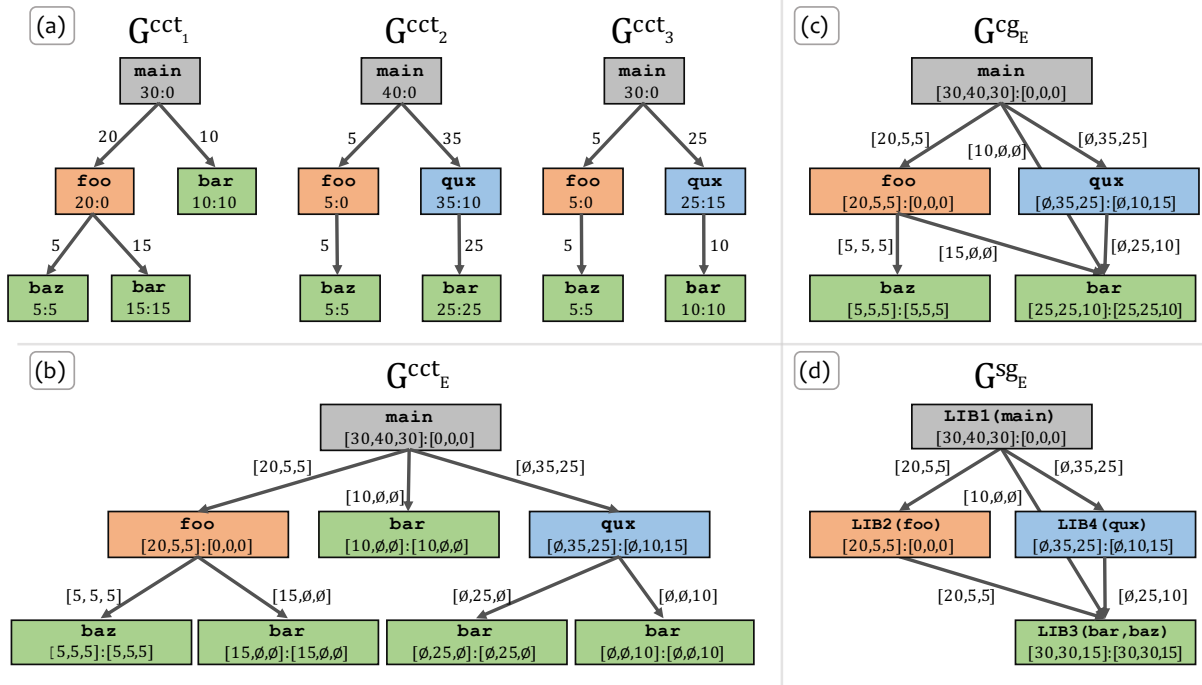 (a)
Gcct1
main
30:0
20
10
foo
20:0
bar
10:10
5
15
baz
5:5
bar
15:15
Gcct2
main
40:0
5
35
foo
5:0
qux
35:10
5
25
baz
5:5
bar
25:25
Gcct3
main
30:0
5
25
foo
5:0
qux
25:15
5
10
baz
5:5
bar
10:10
(b)
GcctE
main
[30,40,30]:[0,0,0]
[20,5,5]
[10,ø,ø]
[ø,35,25]
foo
[20,5,5]:[0,0,0]
bar
[10,ø,ø]:[10,ø,ø]
qux
[ø,35,25]:[ø,10,15]
[5, 5, 5]
[15,ø,ø]
[ø,25,ø]
[ø,ø,10]
baz
[5,5,5]:[5,5,5]
bar
[15,ø,ø]:[15,ø,ø]
bar
[ø,25,ø]:[ø,25,ø]
bar
[ø,ø,10]:[ø,ø,10]
(c)
GcgE
main
[30,40,30]:[0,0,0]
[20,5,5]
[10,ø,ø]
[ø,35,25]
foo
[20,5,5]:[0,0,0]
qux
[ø,35,25]:[ø,10,15]
[5, 5, 5]
[15,ø,ø]
[ø,25,10]
baz
[5,5,5]:[5,5,5]
bar
[25,25,10]:[25,25,10]
(d)
GsgE
LIB1(main)
[30,40,30]:[0,0,0]
[20,5,5]
[10,ø,ø]
[ø,35,25]
LIB2(foo)
[20,5,5]:[0,0,0]
LIB4(qux)
[ø,35,25]:[ø,10,15]
[20,5,5]
[ø,25,10]
LIB3(bar,baz)
[30,30,15]:[30,30,15]